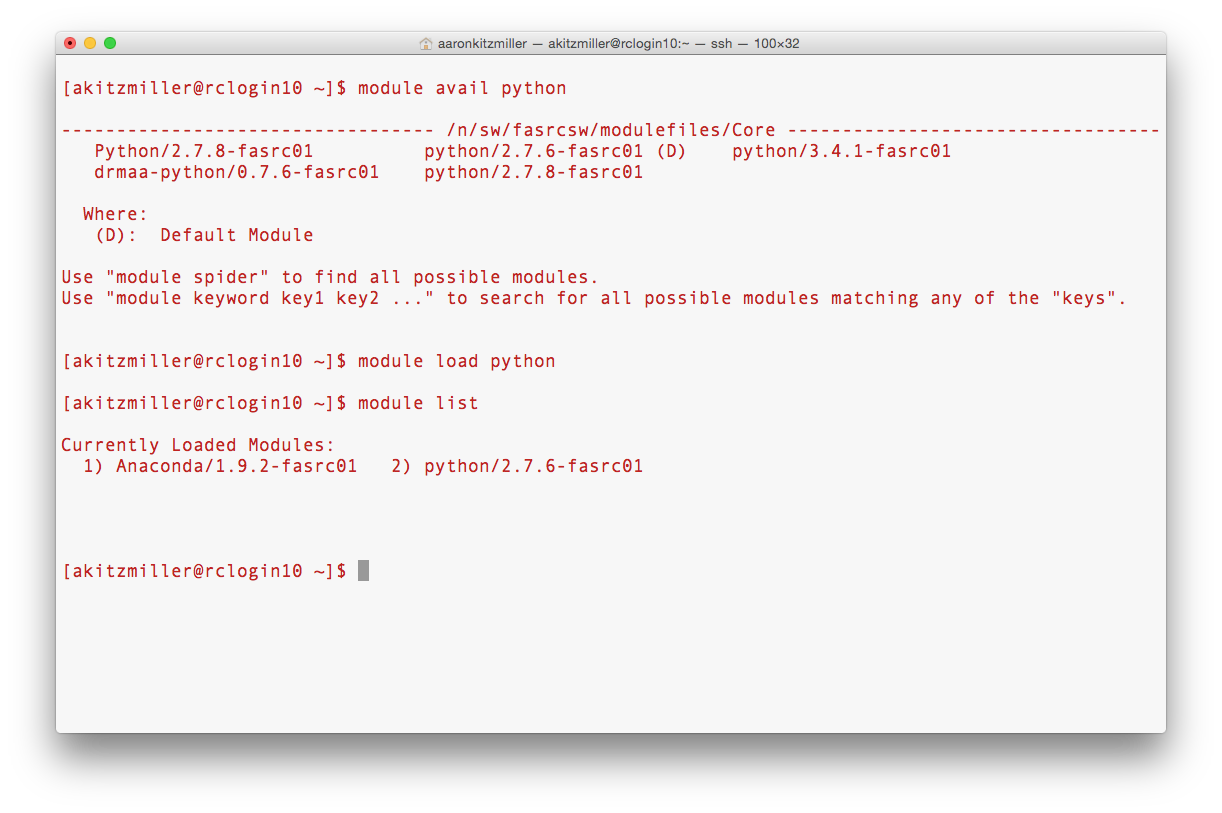 aaronkitzmiller — akitzmiller@rclogin10:~ — ssh — 100×32
[akitzmiller@rclogin10 ~]$ module avail python
---------------------------------- /n/sw/fasrcsw/modulefiles/Core ----------------------------------
Python/2.7.8-fasrc01          python/2.7.6-fasrc01 (D)    python/3.4.1-fasrc01
drmaa-python/0.7.6-fasrc01    python/2.7.8-fasrc01
Where:
(D):  Default Module
Use "module spider" to find all possible modules.
Use "module keyword key1 key2 ..." to search for all possible modules matching any of the "keys".
[akitzmiller@rclogin10 ~]$ module load python
[akitzmiller@rclogin10 ~]$ module list
Currently Loaded Modules:
1) Anaconda/1.9.2-fasrc01   2) python/2.7.6-fasrc01
[akitzmiller@rclogin10 ~]$